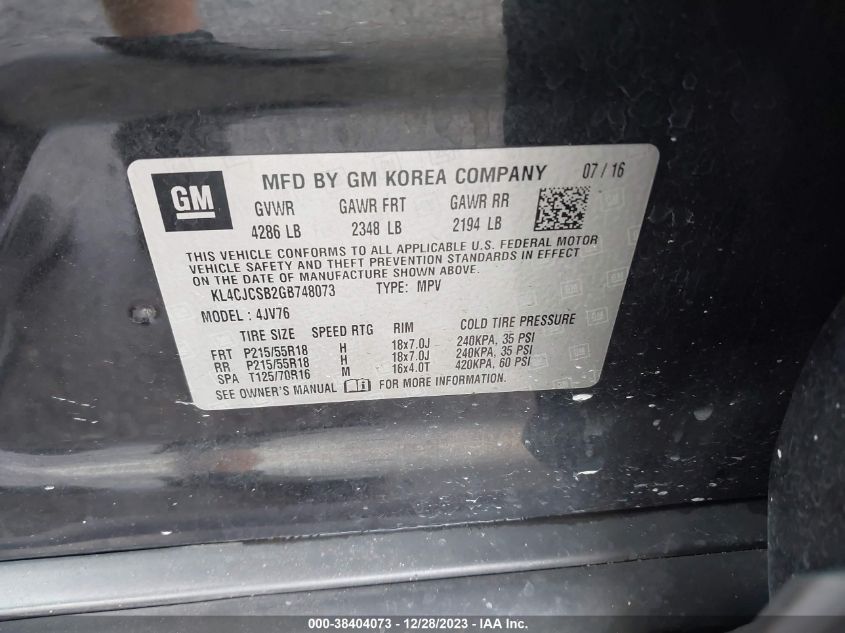 GM
MFD BY GM KOREA COMPANY 07 / 16
GVWR GAWR FRT GAWR RR
4286 LB 2348 LB 2194 LB
THIS VEHICLE CONFORMS TO ALL APPLICABLE U.S. FEDERAL MOTOR
VEHICLE SAFETY AND THEFT PREVENTION STANDARDS IN EFFECT
ON THE DATE OF MANUFACTURE SHOWN ABOVE.
KL4CJCSB2GB748073 TYPE: MPV
MODEL : 4JV76
TIRE SIZE SPEED RTG RIM COLD TIRE PRESSURE
FRT P215/55R18 H 18x7.0J 240KPA, 35 PSI
RR P215/55R18 H 18x7.0J 240KPA, 35 PSI
SPA T125/70R16 M 16x4.0T 420KPA, 60 PSI
SEE OWNER'S MANUAL FOR MORE INFORMATION.
000-38404073 - 12/28/2023 - IAA Inc.